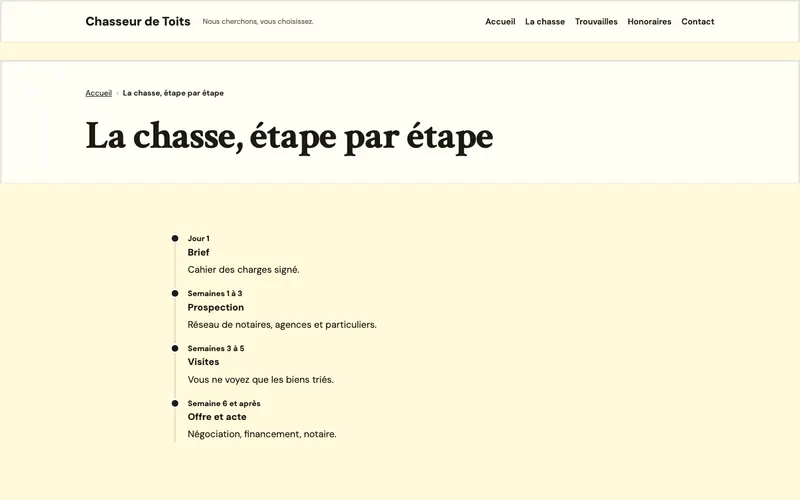 Chasseur de Toits
Nous cherchons, vous choisissez.
Accueil La chasse Trouvailles Honoraires Contact
Accueil › La chasse, étape par étape
La chasse, étape par étape
Jour 1
Brief
Cahier des charges signé.
Semaines 1 à 3
Prospection
Réseau de notaires, agences et particuliers.
Semaines 3 à 5
Visites
Vous ne voyez que les biens triés.
Semaine 6 et après
Offre et acte
Négociation, financement, notaire.